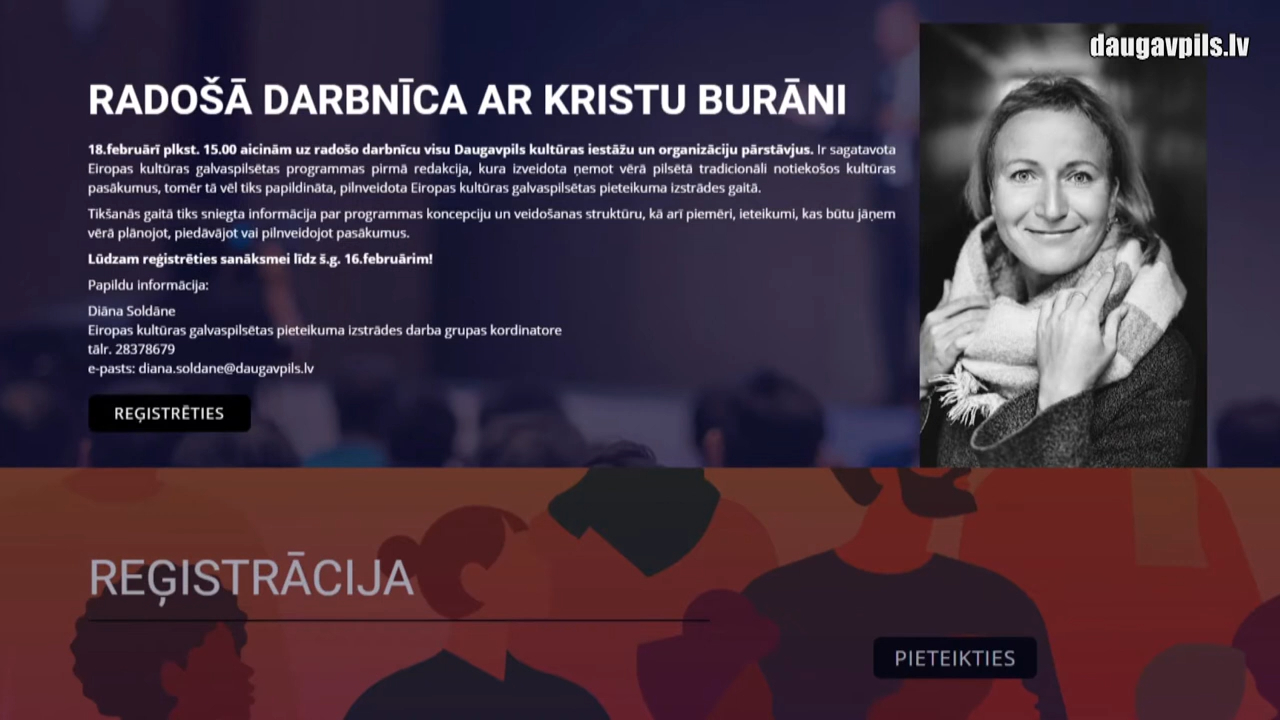 daugavpils.lv
RADOŠĀ DARBNĪCA AR KRISTU BURĀNI
18.februārī plkst. 15.00 aicinām uz radošo darbnīcu visu Daugavpils kultūras iestāžu un organizāciju pārstāvjus. Ir sagatavota
Eiropas kultūras galvaspilsētas programmas pirmā redakcija, kura izveidota ņemot vērā pilsētā tradicionāli notiekošos kultūras
pasākumus, tomēr tā vēl tiks papildināta, pilnveidota Eiropas kultūras galvaspilsētas pieteikuma izstrādes gaitā.
Tikšanās gaitā tiks sniegta informācija par programmas koncepciju un veidošanas struktūru, kā arī piemēri, ieteikumi, kas būtu jāņem
vērā plānojot, piedāvājot vai pilnveidojot pasākumus.
Lūdzam reģistrēties sanāksmei līdz š.g. 16.februārim!
Papildu informācija:
Diāna Soldāne
Eiropas kultūras galvaspilsētas pieteikuma izstrādes darba grupas kordinatore
tālr. 28378679
e-pasts: diana.soldane@daugavpils.lv
REĢISTRĒTIES
REĢISTRĀCIJA
PIETEIKTIES